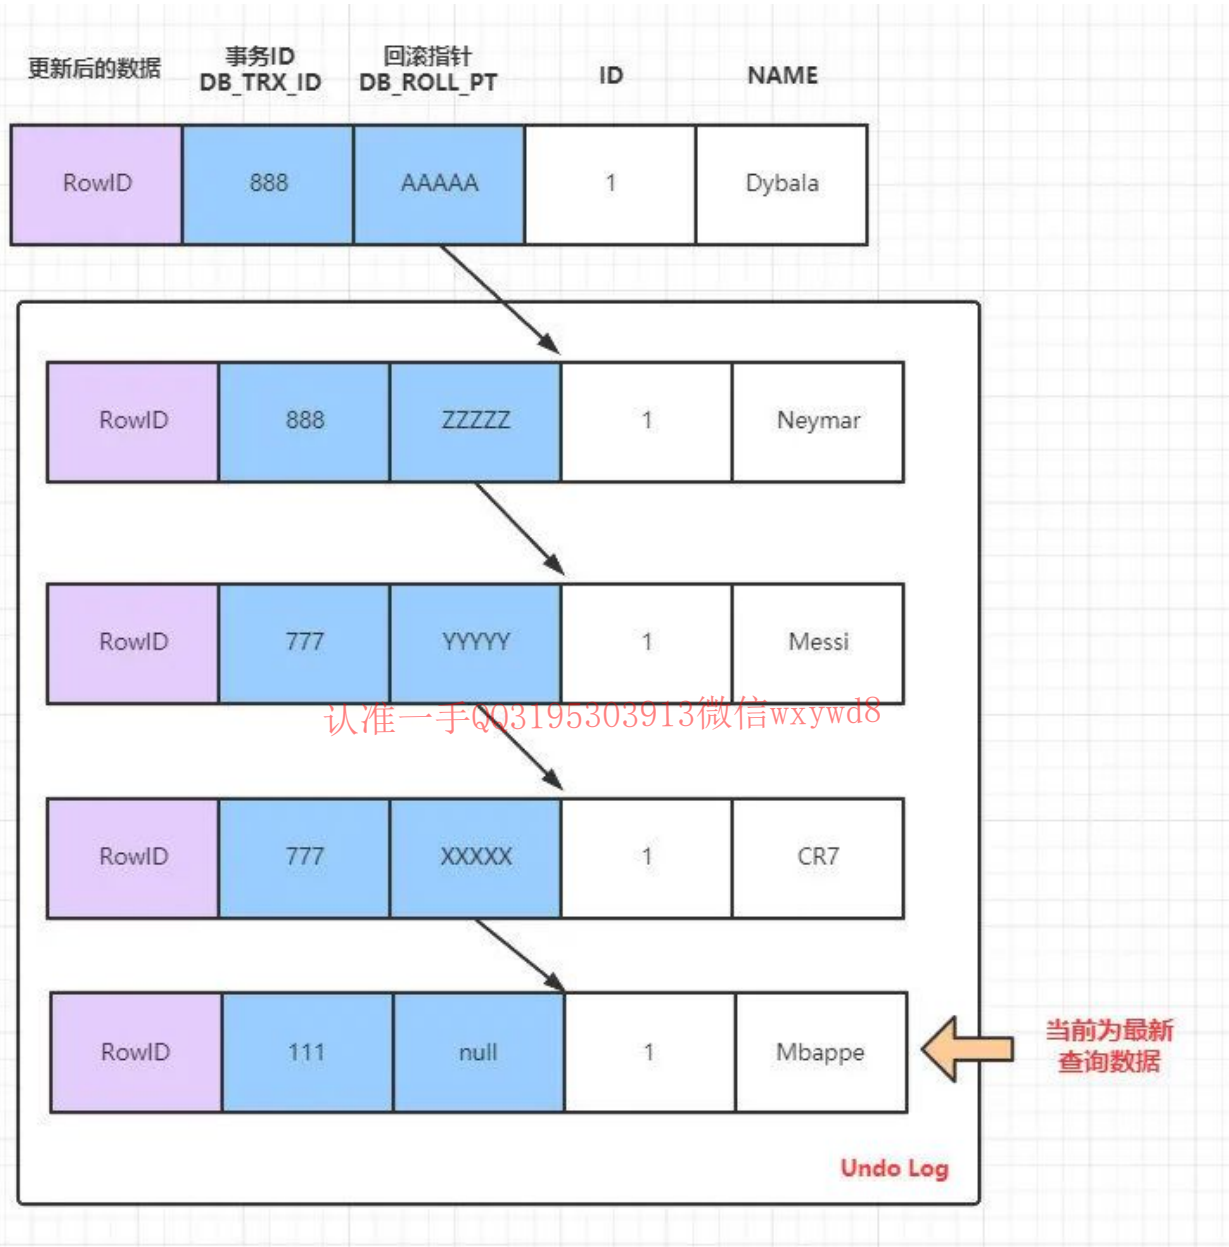 更新后的数据
事务ID
DB_TRX_ID
回滚指针
DB_ROLL_PT
ID
NAME
RowID
888
AAAAA
1
Dybala
RowID
888
ZZZZZ
1
Neymar
RowID
777
YYYYY
1
Messi
认准一手QQ3195303913微信wxywd8
RowID
777
XXXXX
1
CR7
RowID
111
null
1
Mbappe
当前为最新
查询数据
Undo Log